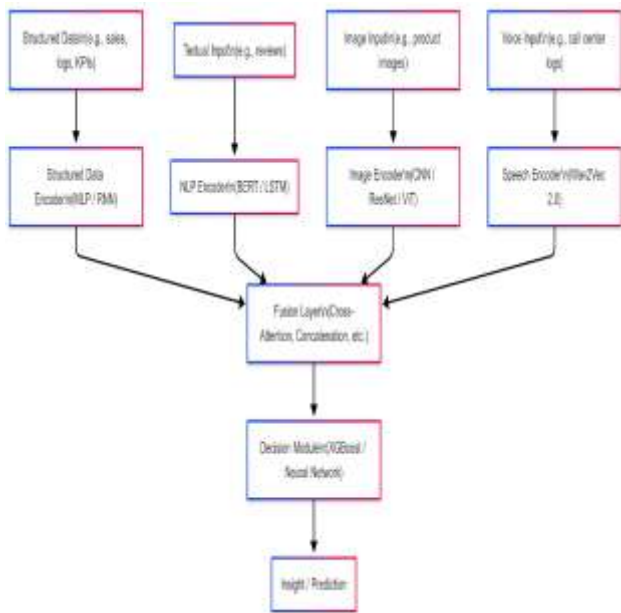 Structured Data\n(e.g., sales,
logs, KPIs)
Textual Input\n(e.g., reviews)
Image Input\n(e.g., product
images)
Voice Input\n(e.g., call center
logs)
Structured Data
Encoder\n(MLP / RNN)
NLP Encoder\n(BERT / LSTM)
Image Encoder\n(CNN /
ResNet / ViT)
Speech Encoder\n(Wav2Vec
2.0)
Fusion Layer\n(Cross-
Attention, Concatenation, etc.)
Decision Module\n(XGBoost /
Neural Network)
Insight / Prediction